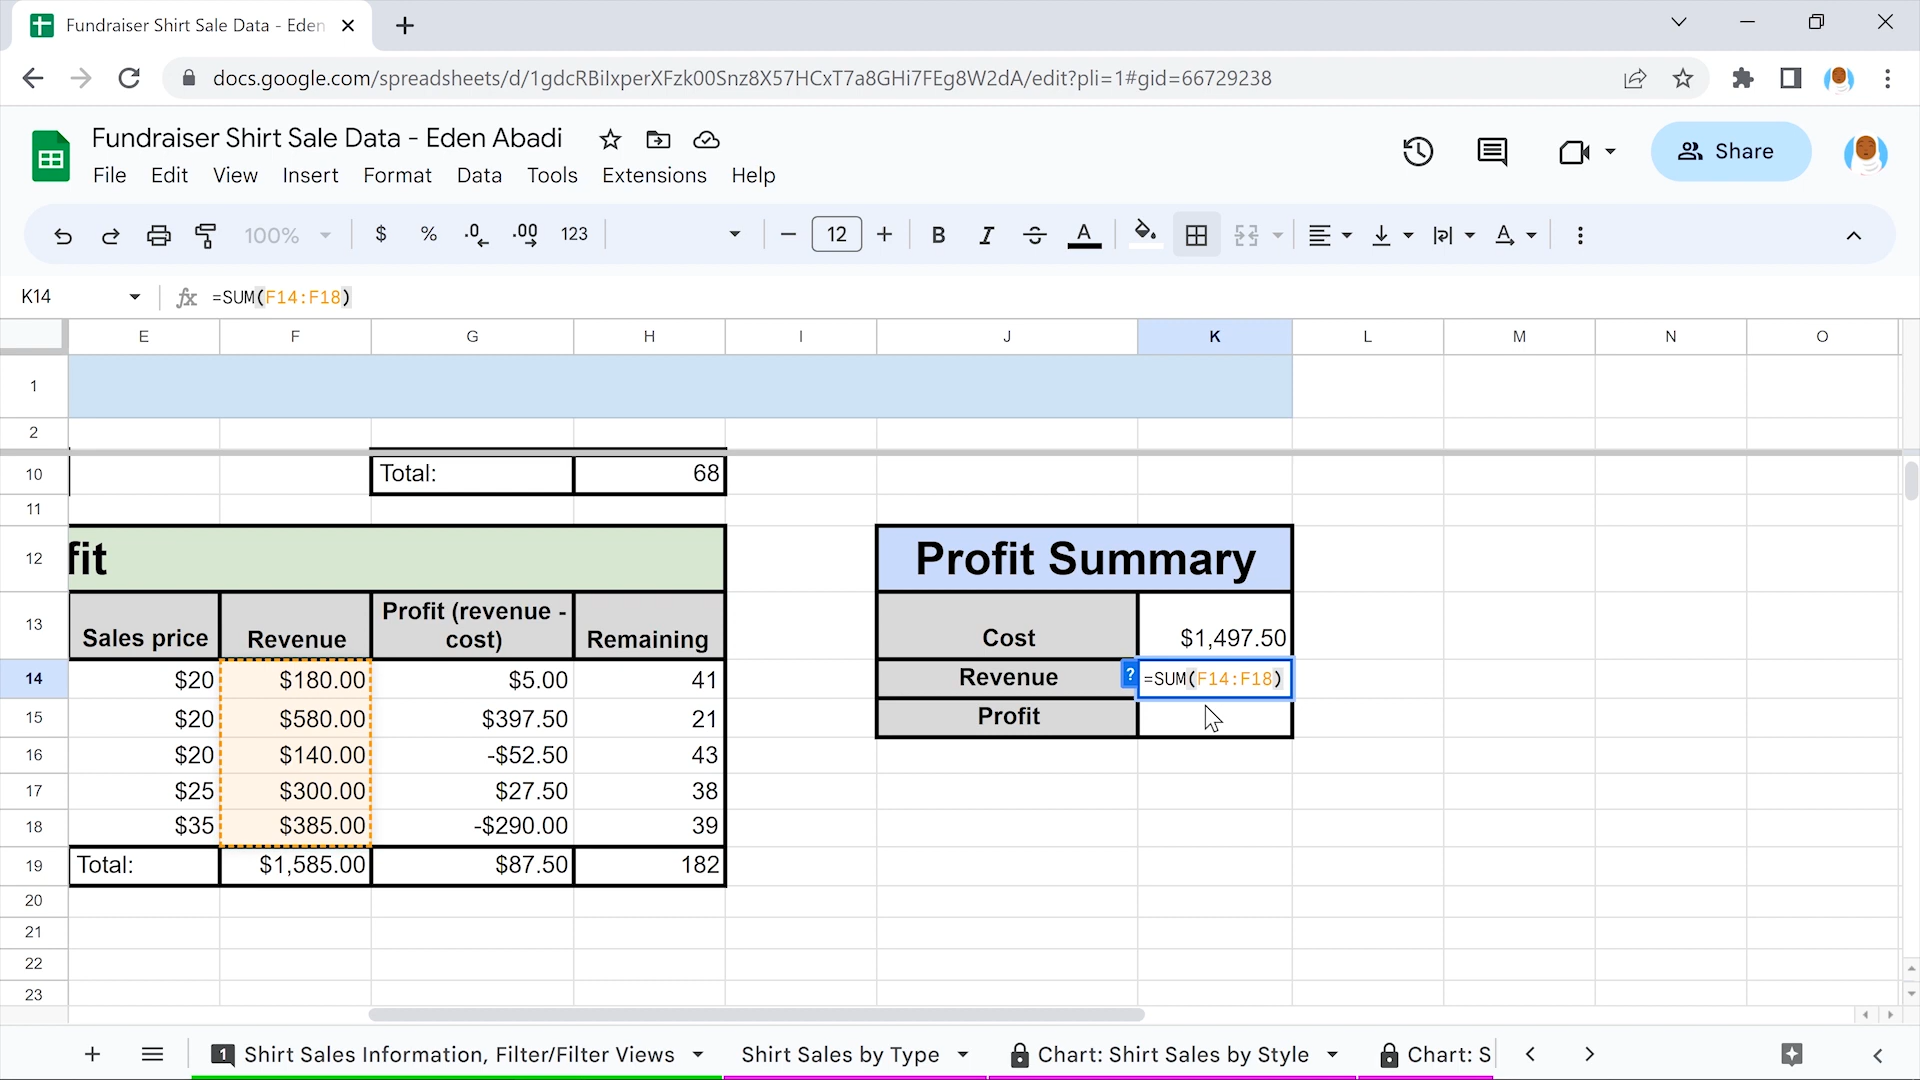 Fundraiser Shirt Sale Data - Eden
docs.google.com/spreadsheets/d/1gdcRBiIxperXFzk00Snz8X57HCxT7a8GHi7FEg8W2dA/edit?pli=1#gid=66729238
Fundraiser Shirt Sale Data - Eden Abadi
File Edit View Insert Format Data Tools Extensions Help
Share
100% $ % .0 .00 123 12 B I S A A
K14 fx =SUM(F14:F18)
E F G H I J K L M N O
1
2
10 Total: 68
11
12 fit Profit Summary
13 Sales price Revenue Profit (revenue - cost) Remaining Cost $1,497.50
14 $20 $180.00 $5.00 41 Revenue ? =SUM(F14:F18)
15 $20 $580.00 $397.50 21 Profit
16 $20 $140.00 -$52.50 43
17 $25 $300.00 $27.50 38
18 $35 $385.00 -$290.00 39
19 Total: $1,585.00 $87.50 182
20
21
22
23
1 Shirt Sales Information, Filter/Filter Views Shirt Sales by Type Chart: Shirt Sales by Style Chart: S